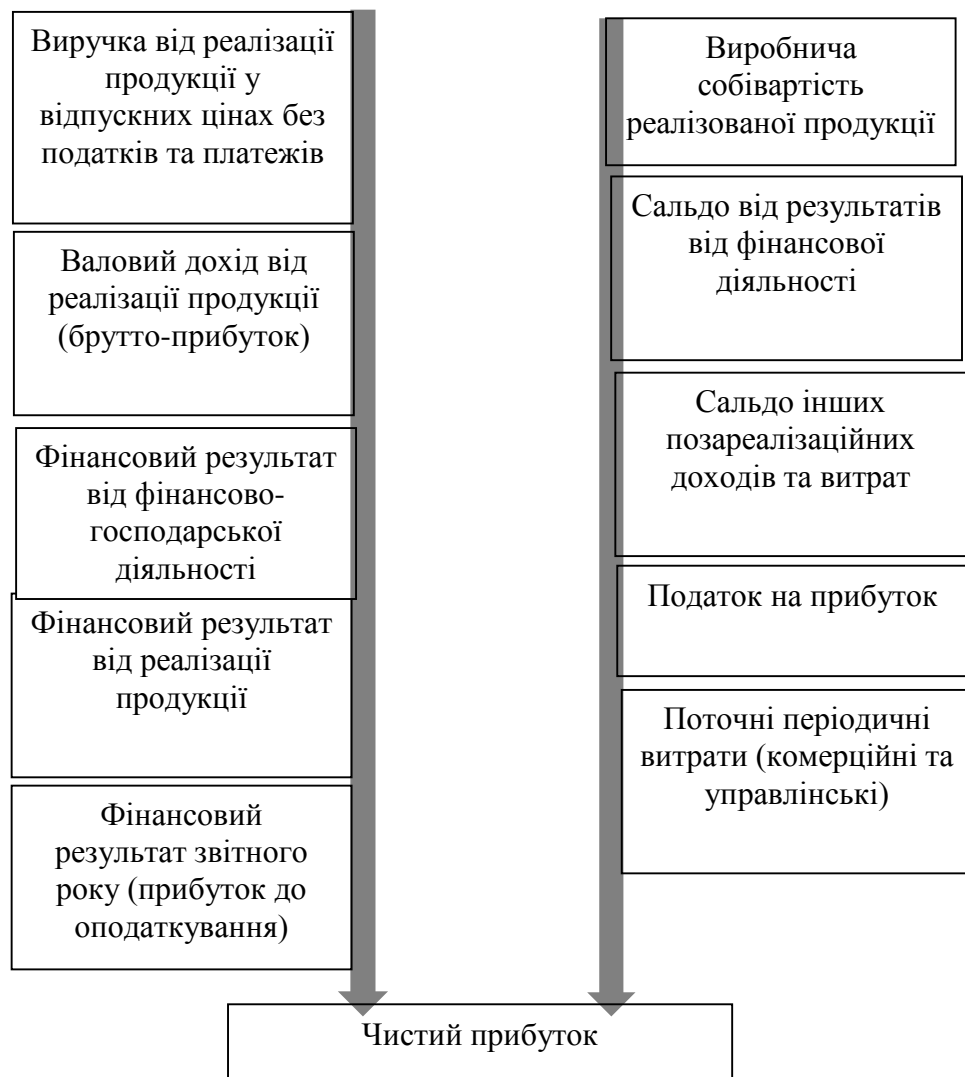 Виручка від реалізації
продукції у
відпускних цінах без
податків та платежів
Валовий дохід від
реалізації продукції
(брутто-прибуток)
Фінансовий результат
від фінансово-
господарської
діяльності
Фінансовий результат
від реалізації
продукції
Фінансовий
результат звітного
року (прибуток до
оподаткування)
Виробнича
собівартість
реалізованої продукції
Сальдо від результатів
від фінансової
діяльності
Сальдо інших
позареалізаційних
доходів та витрат
Податок на прибуток
Поточні періодичні
витрати (комерційні та
управлінські)
Чистий прибуток